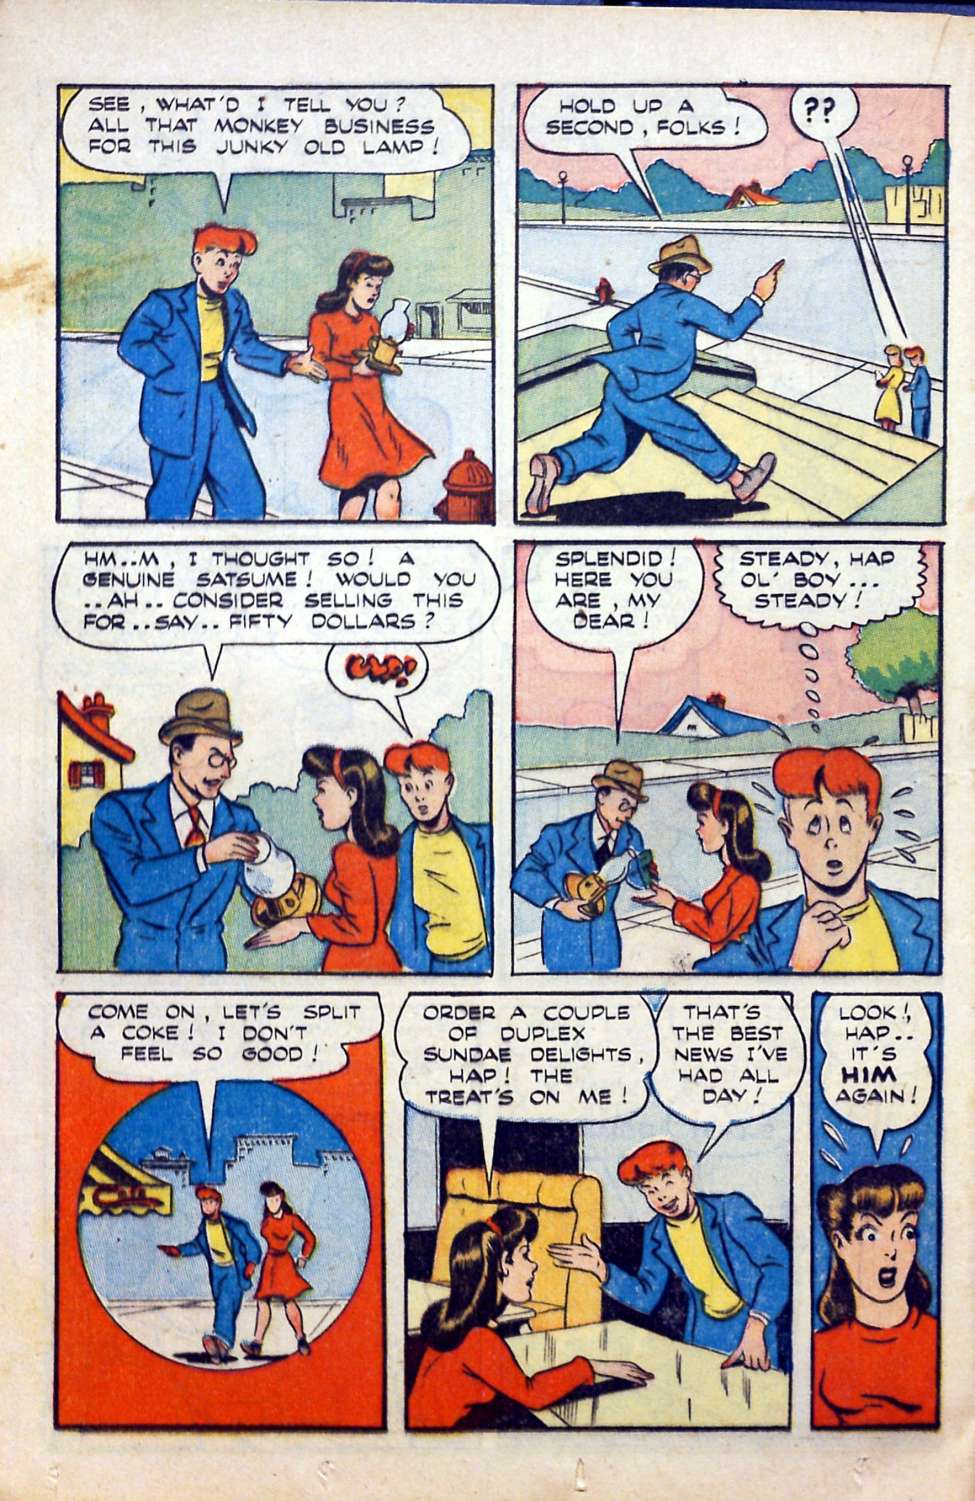 SEE, WHAT'D I TELL YOU?
ALL THAT MONKEY BUSINESS
FOR THIS JUNKY OLD LAMP!
HOLD UP A
SECOND, FOLKS!
??
HM..M, I THOUGHT SO! A
GENUINE SATSUME! WOULD YOU
..AH.. CONSIDER SELLING THIS
FOR..SAY.. FIFTY DOLLARS?
ULP!
SPLENDID!
HERE YOU
ARE, MY
DEAR!
STEADY, HAP
OL' BOY...
STEADY!
COME ON, LET'S SPLIT
A COKE! I DON'T
FEEL SO GOOD!
ORDER A COUPLE
OF DUPLEX
SUNDAE DELIGHTS,
HAP! THE
TREAT'S ON ME!
THAT'S
THE BEST
NEWS I'VE
HAD ALL
DAY!
LOOK!,
HAP..
IT'S
HIM
AGAIN!